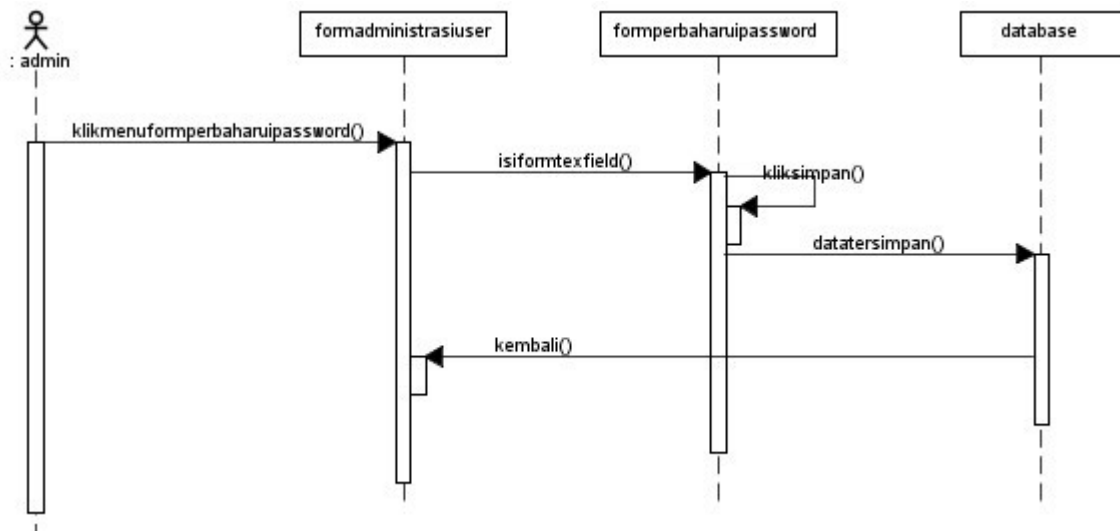 : admin
formadministrasiuser
formperbaharuipassword
database
klikmenuformperbaharuipassword()
isiformtexfield()
kliksimpan()
datatersimpan()
kembali()